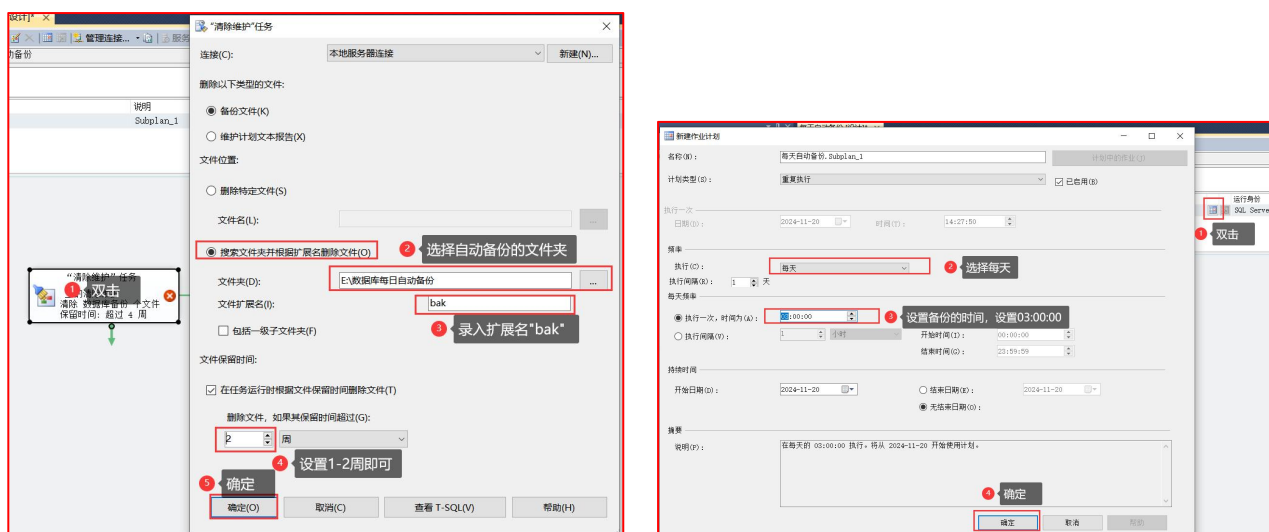 设计]* ×
管理连接... 服务
动备份
说明
Subplan_1
“清除维护”任务
清除 数据库备份 个文件
保留时间: 超过 4 周
1 双击
“清除维护”任务
连接(C):
本地服务器连接
新建(N)...
删除以下类型的文件:
备份文件(K)
维护计划文本报告(X)
文件位置:
删除特定文件(S)
文件名(L):
...
搜索文件夹并根据扩展名删除文件(O)
2 选择自动备份的文件夹
文件夹(D):
E:\数据库每日自动备份
...
文件扩展名(I):
bak
包括一级子文件夹(F)
3 录入扩展名"bak"
文件保留时间:
在任务运行时根据文件保留时间删除文件(T)
删除文件，如果其保留时间超过(G):
2 周
4 设置1-2周即可
5 确定
确定(O) 取消(C) 查看 T-SQL(V) 帮助(H)
新建作业计划
名称(N):
每天自动备份.Subplan_1
计划中的作业(J)
计划类型(S):
重复执行
已启用(B)
执行一次
日期(D):
2024-11-20
时间(T):
14:27:50
频率
执行(C):
每天
2 选择每天
执行间隔(R): 1 天
每天频率
执行一次，时间为(A):
03:00:00
3 设置备份的时间，设置03:00:00
执行间隔(V):
1 小时
开始时间(I): 00:00:00
结束时间(G): 23:59:59
持续时间
开始日期(D):
2024-11-20
结束日期(E):
2024-11-20
无结束日期(O):
摘要
说明(P):
在每天的 03:00:00 执行。将从 2024-11-20 开始使用计划。
4 确定
确定 取消 帮助
运行身份
SQL Serve
1 双击